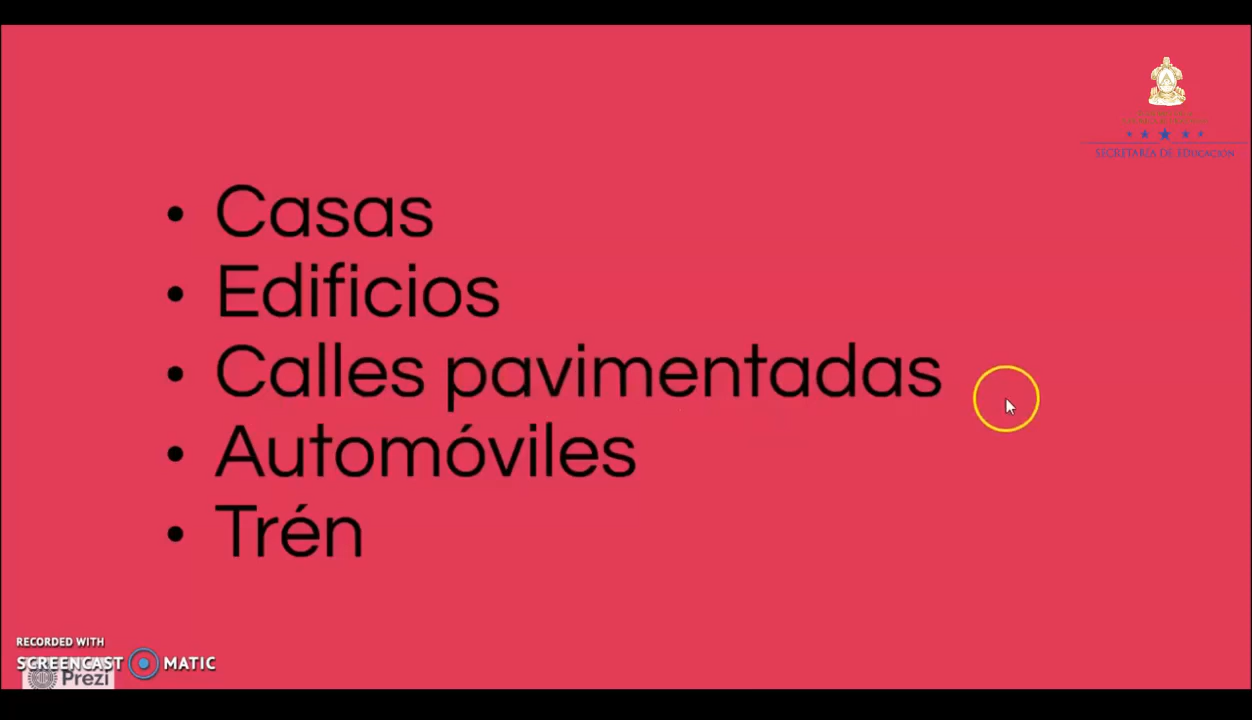 SECRETARÍA DE EDUCACIÓN
• Casas
• Edificios
• Calles pavimentadas
• Automóviles
• Trén
RECORDED WITH
SCREENCAST MATIC
Prezi